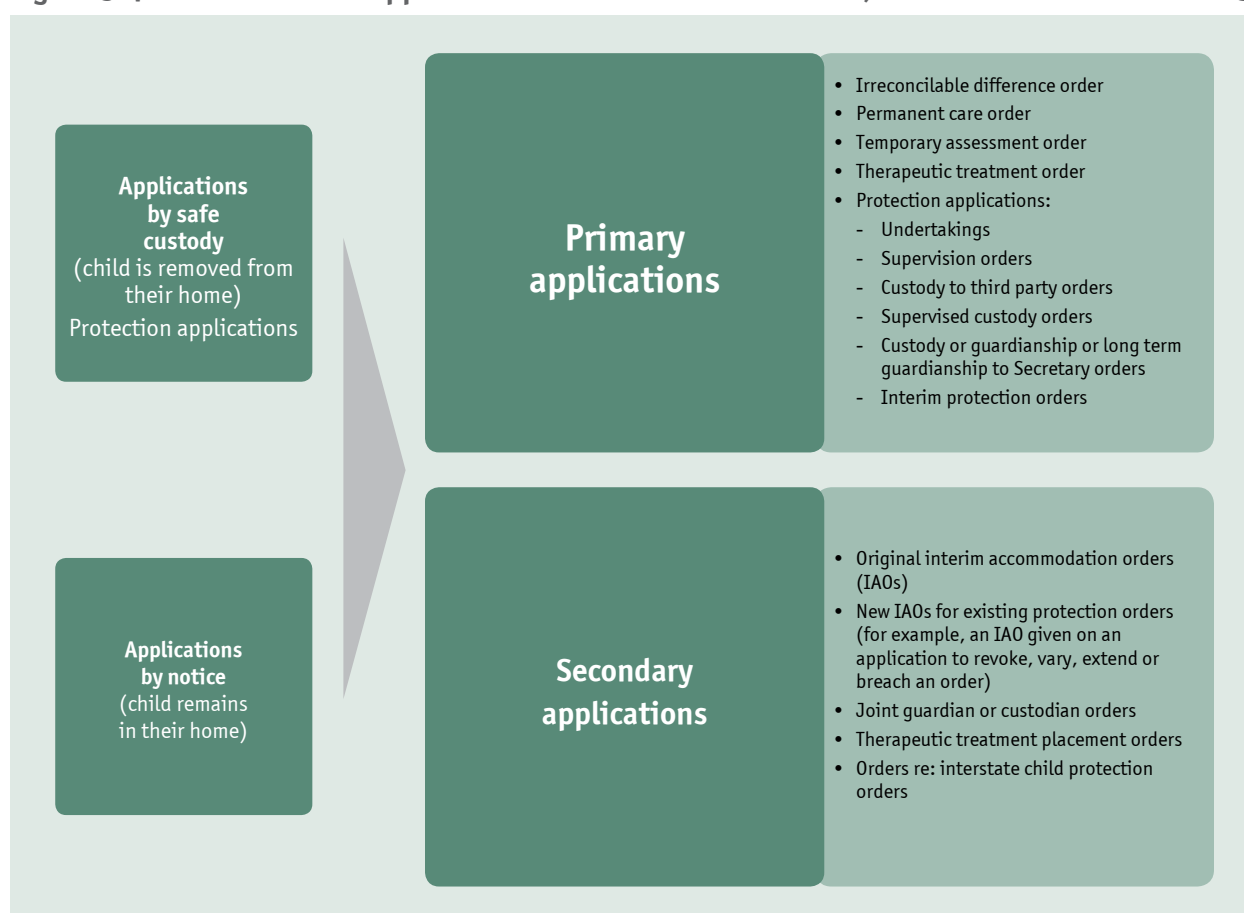 Applications
by safe
custody
(child is removed from
their home)
Protection applications
Applications
by notice
(child remains
in their home)
Primary
applications
• Irreconcilable difference order
• Permanent care order
• Temporary assessment order
• Therapeutic treatment order
• Protection applications:
- Undertakings
- Supervision orders
- Custody to third party orders
- Supervised custody orders
- Custody or guardianship or long term
guardianship to Secretary orders
- Interim protection orders
Secondary
applications
• Original interim accommodation orders
(IAOs)
• New IAOs for existing protection orders
(for example, an IAO given on an
application to revoke, vary, extend or
breach an order)
• Joint guardian or custodian orders
• Therapeutic treatment placement orders
• Orders re: interstate child protection
orders